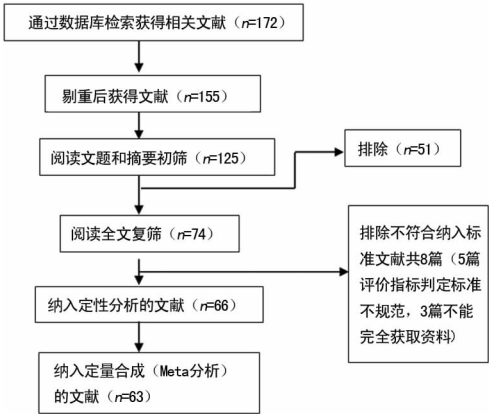 通过数据库检索获得相关文献（n=172）
剔重后获得文献（n=155）
阅读文题和摘要初筛（n=125）
排除（n=51）
阅读全文复筛（n=74）
排除不符合纳入标
准文献共8篇（5篇
评价指标判定标准
不规范，3篇不能
完全获取资料)
纳入定性分析的文献（n=66）
纳入定量合成（Meta分析）
的文献（n=63）